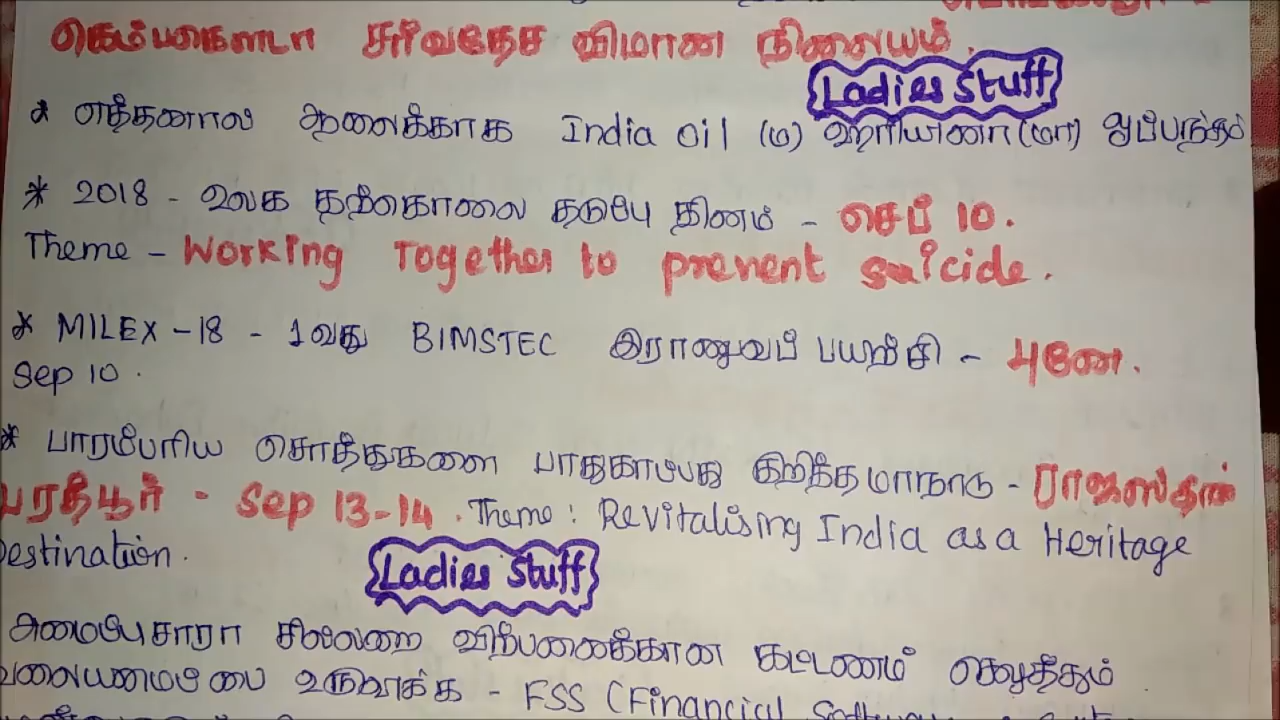 கெம்பகௌடா சர்வதேச விமான நிலையம்.
Ladies Stuff
* எத்தனால் ஆலைக்காக India oil (ம) ஹரியானா (மா) ஒப்பந்தம்
* 2018 - உலக தற்கொலை தடுப்பு தினம் - செப் 10.
Theme - Working Together to prevent suicide.
* MILEX -18 - 1வது BIMSTEC இராணுவப் பயிற்சி - புனே.
Sep 10.
* பாரம்பரிய சொத்துகளை பாதுகாப்பது குறித்த மாநாடு - ராஜஸ்தான்
பரத்பூர் - Sep 13-14. Theme: Revitalising India as a Heritage
Destination.
Ladies Stuff
அமைப்புசாரா சில்லறை விற்பனைக்கான கட்டணம் செலுத்தும்
வலையமைப்பை உருவாக்க - FSS (Financial Software